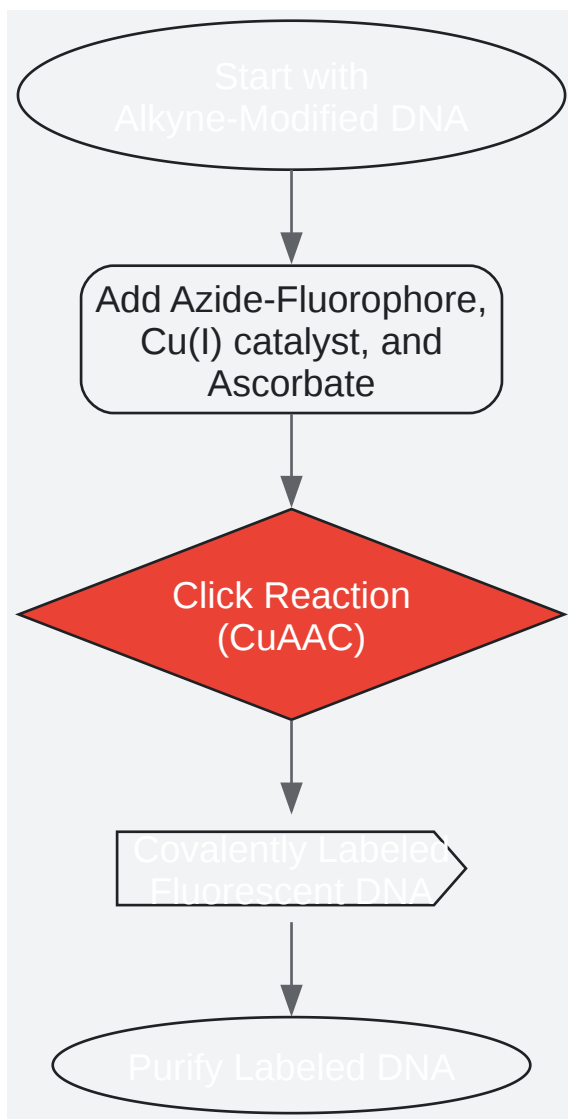 Start with
Alkyne-Modified DNA
Add Azide-Fluorophore,
Cu(I) catalyst, and
Ascorbate
Click Reaction
(CuAAC)
Covalently Labeled
Fluorescent DNA
Purify Labeled DNA